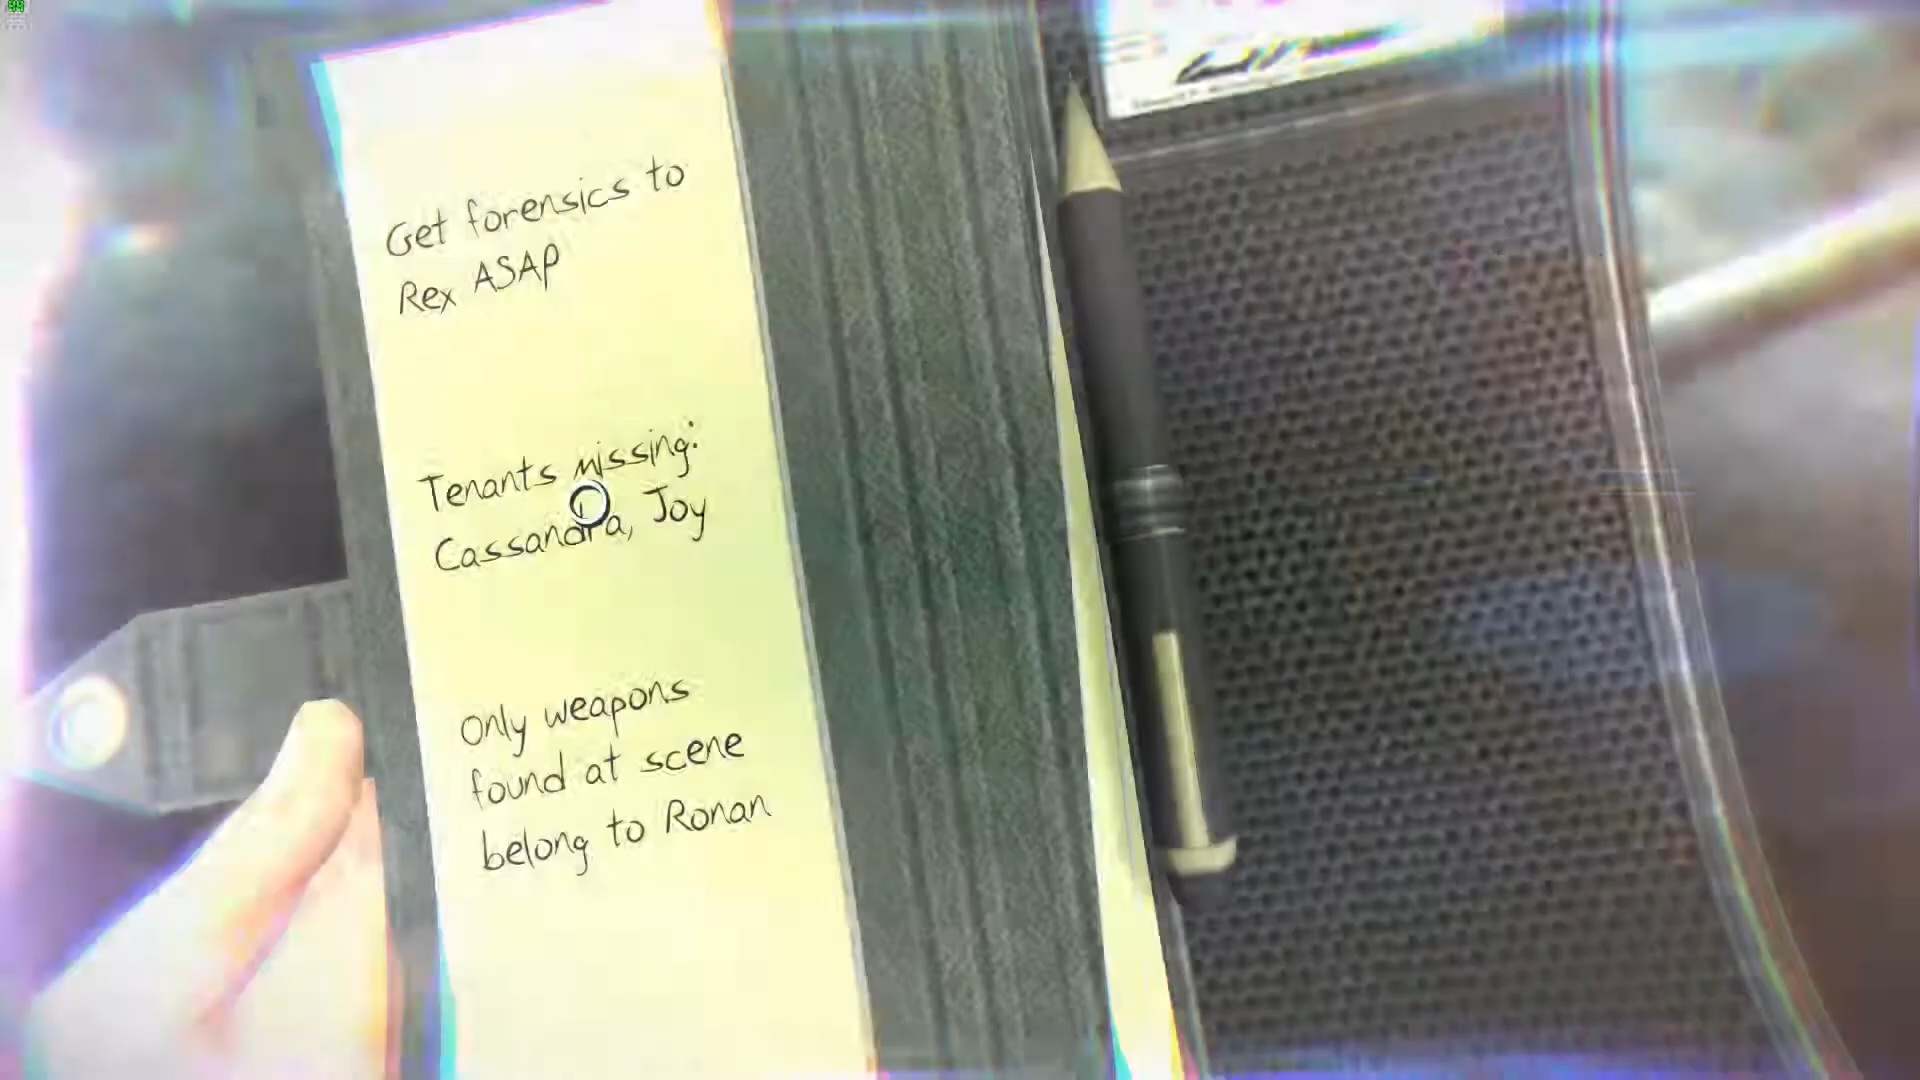 Get forensics to
Rex ASAP
Tenants missing:
Cassandra, Joy
Only weapons
found at scene
belong to Ronan